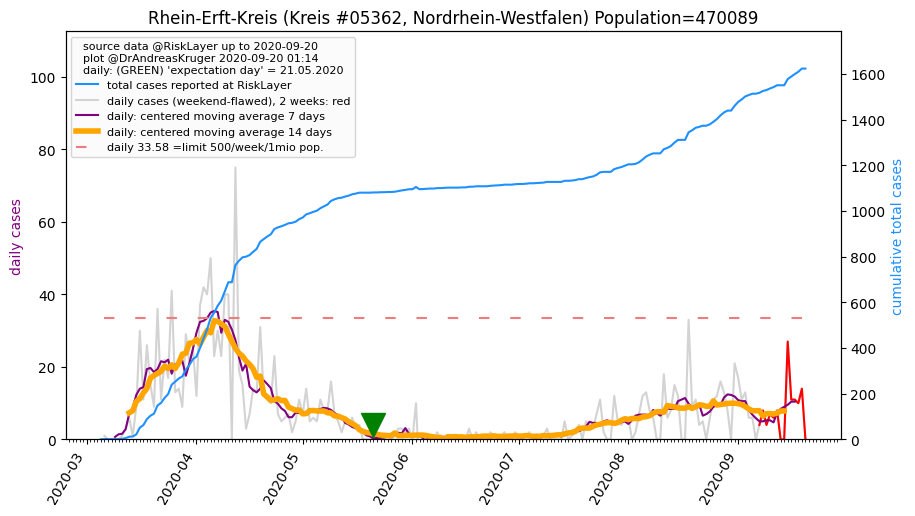 Rhein-Erft-Kreis (Kreis #05362, Nordrhein-Westfalen) Population=470089
source data @RiskLayer up to 2020-09-20
plot @DrAndreasKruger 2020-09-20 01:14
daily: (GREEN) 'expectation day' = 21.05.2020
total cases reported at RiskLayer
daily cases (weekend-flawed), 2 weeks: red
daily: centered moving average 7 days
daily: centered moving average 14 days
daily 33.58 =limit 500/week/1mio pop.
daily cases
100
80
60
40
20
0
cumulative total cases
1600
1400
1200
1000
800
600
400
200
0
2020-03
2020-04
2020-05
2020-06
2020-07
2020-08
2020-09